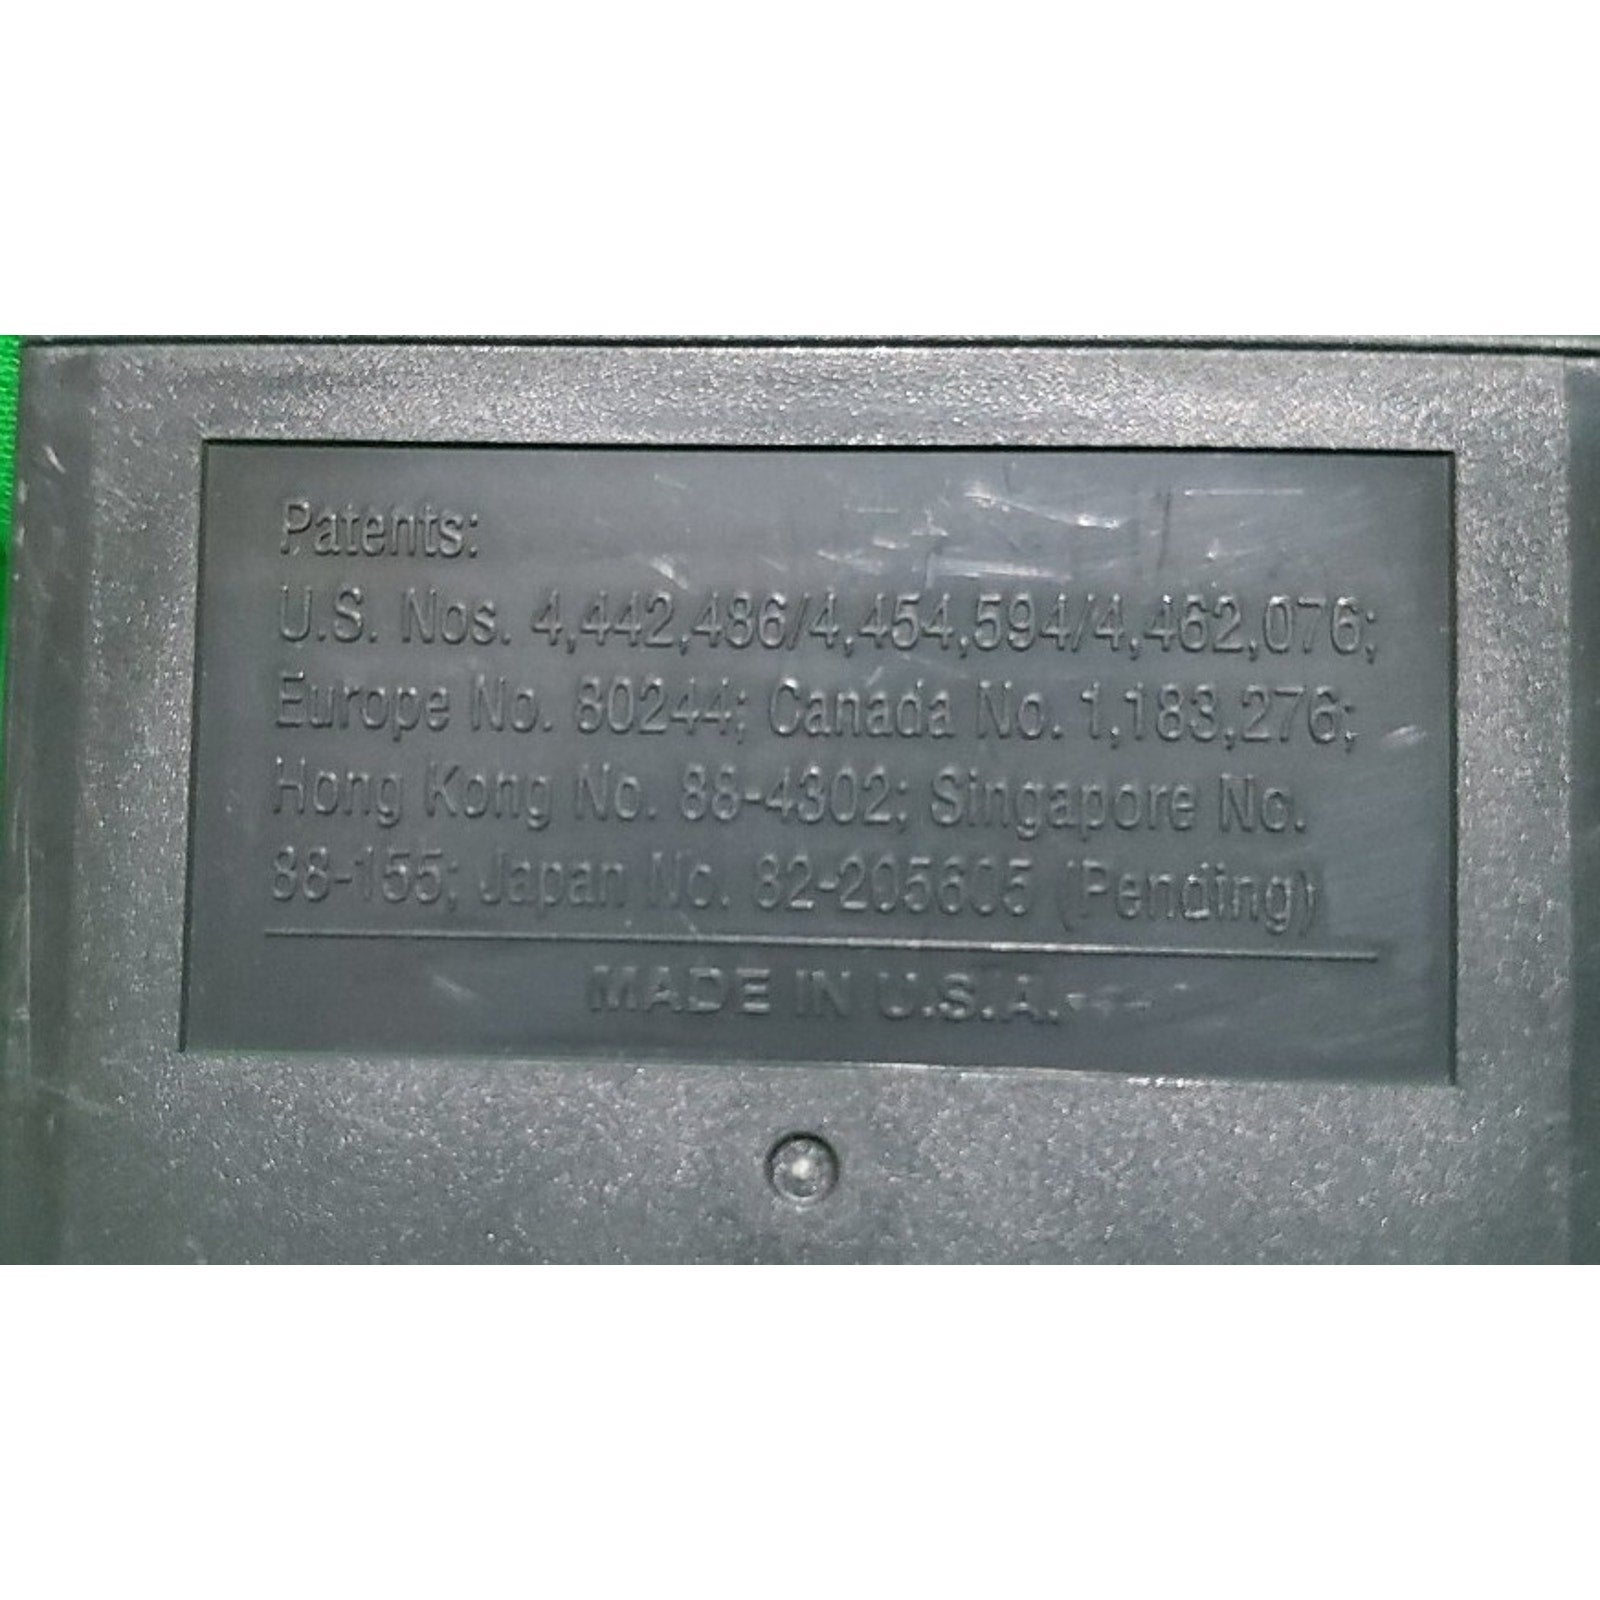 Patents:
U.S. Nos. 4,442,486/4,454,594/4,462,076;
Europe No. 80244; Canada No. 1,183,276;
Hong Kong No. 88-4302; Singapore No.
88-155; Japan No. 82-205605 (Pending)
MADE IN U.S.A.